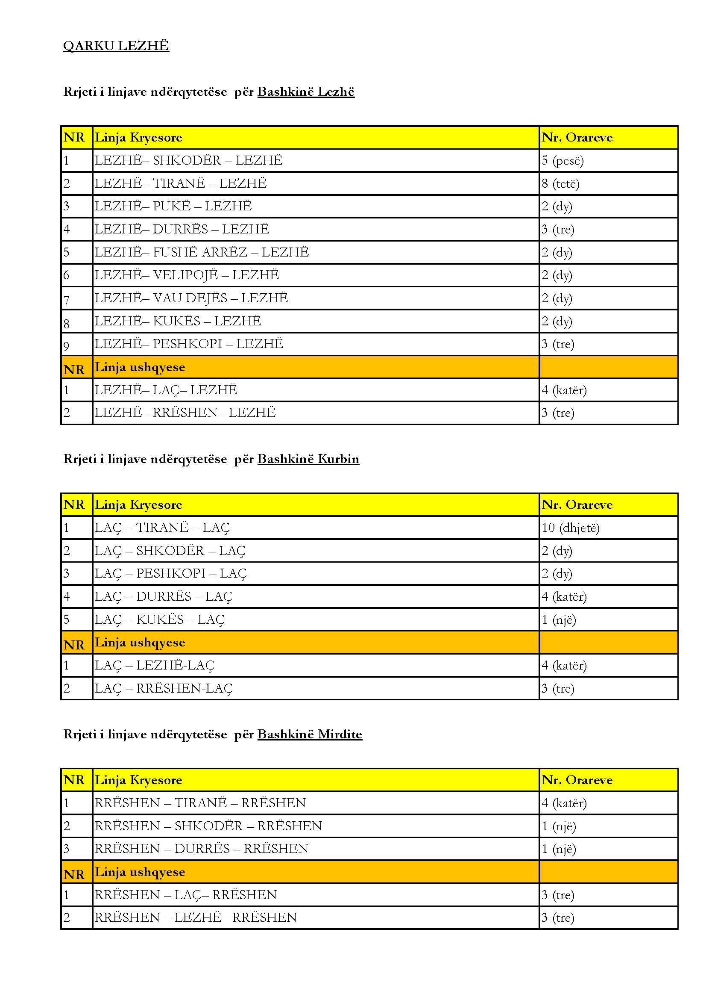 QARKU LEZHË
Rrjeti i linjave ndërqytetëse për Bashkinë Lezhë
NR Linja Kryesore Nr. Orareve
1 LEZHË– SHKODËR – LEZHË 5 (pesë)
2 LEZHË– TIRANË – LEZHË 8 (tetë)
3 LEZHË– PUKË – LEZHË 2 (dy)
4 LEZHË– DURRËS – LEZHË 3 (tre)
5 LEZHË– FUSHË ARRËZ – LEZHË 2 (dy)
6 LEZHË– VELIPOJË – LEZHË 2 (dy)
7 LEZHË– VAU DEJËS – LEZHË 2 (dy)
8 LEZHË– KUKËS – LEZHË 2 (dy)
9 LEZHË– PESHKOPI – LEZHË 3 (tre)
NR Linja ushqyese
1 LEZHË– LAÇ– LEZHË 4 (katër)
2 LEZHË– RRËSHEN– LEZHË 3 (tre)
Rrjeti i linjave ndërqytetëse për Bashkinë Kurbin
NR Linja Kryesore Nr. Orareve
1 LAÇ – TIRANË – LAÇ 10 (dhjetë)
2 LAÇ – SHKODËR – LAÇ 2 (dy)
3 LAÇ – PESHKOPI – LAÇ 2 (dy)
4 LAÇ – DURRËS – LAÇ 4 (katër)
5 LAÇ – KUKËS – LAÇ 1 (një)
NR Linja ushqyese
1 LAÇ – LEZHË-LAÇ 4 (katër)
2 LAÇ – RRËSHEN-LAÇ 3 (tre)
Rrjeti i linjave ndërqytetëse për Bashkinë Mirdite
NR Linja Kryesore Nr. Orareve
1 RRËSHEN – TIRANË – RRËSHEN 4 (katër)
2 RRËSHEN – SHKODËR – RRËSHEN 1 (një)
3 RRËSHEN – DURRËS – RRËSHEN 1 (një)
NR Linja ushqyese
1 RRËSHEN – LAÇ– RRËSHEN 3 (tre)
2 RRËSHEN – LEZHË– RRËSHEN 3 (tre)